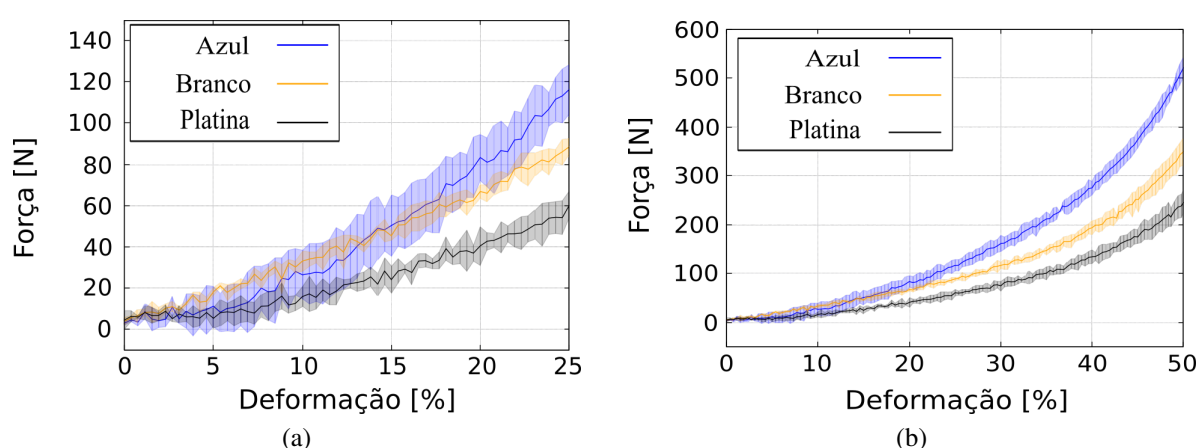 Força [N]
140
120
100
80
60
40
20
0
Azul
Branco
Platina
0 5 10 15 20 25
Deformação [%]
(a)
Força [N]
600
500
400
300
200
100
0
Azul
Branco
Platina
0 10 20 30 40 50
Deformação [%]
(b)